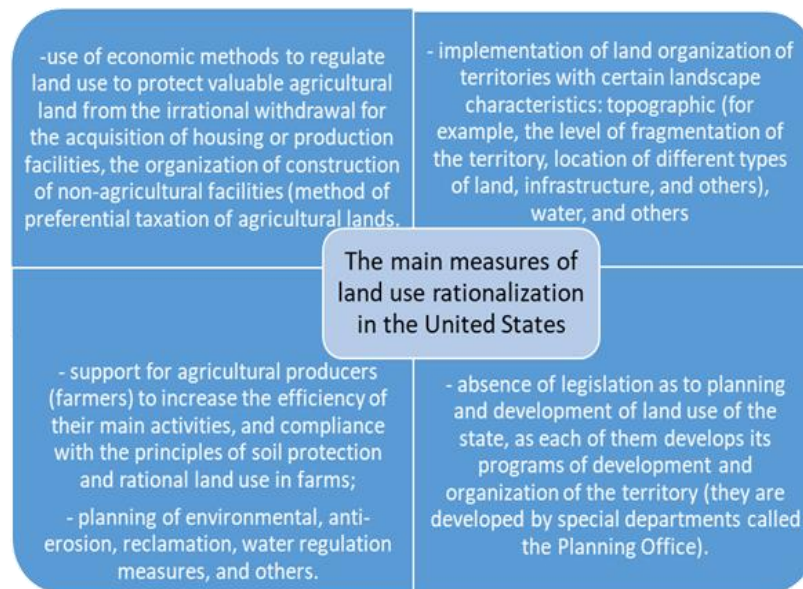 -use of economic methods to regulate
land use to protect valuable agricultural
land from the irrational withdrawal for
the acquisition of housing or production
facilities, the organization of construction
of non-agricultural facilities (method of
preferential taxation of agricultural lands.
- implementation of land organization of
territories with certain landscape
characteristics: topographic (for
example, the level of fragmentation of
the territory, location of different types
of land, infrastructure, and others),
water, and others
The main measures of
land use rationalization
in the United States
- support for agricultural producers
(farmers) to increase the efficiency of
their main activities, and compliance
with the principles of soil protection
and rational land use in farms;
- planning of environmental, anti-
erosion, reclamation, water regulation
measures, and others.
- absence of legislation as to planning
and development of land use of the
state, as each of them develops its
programs of development and
organization of the territory (they are
developed by special departments called
the Planning Office).